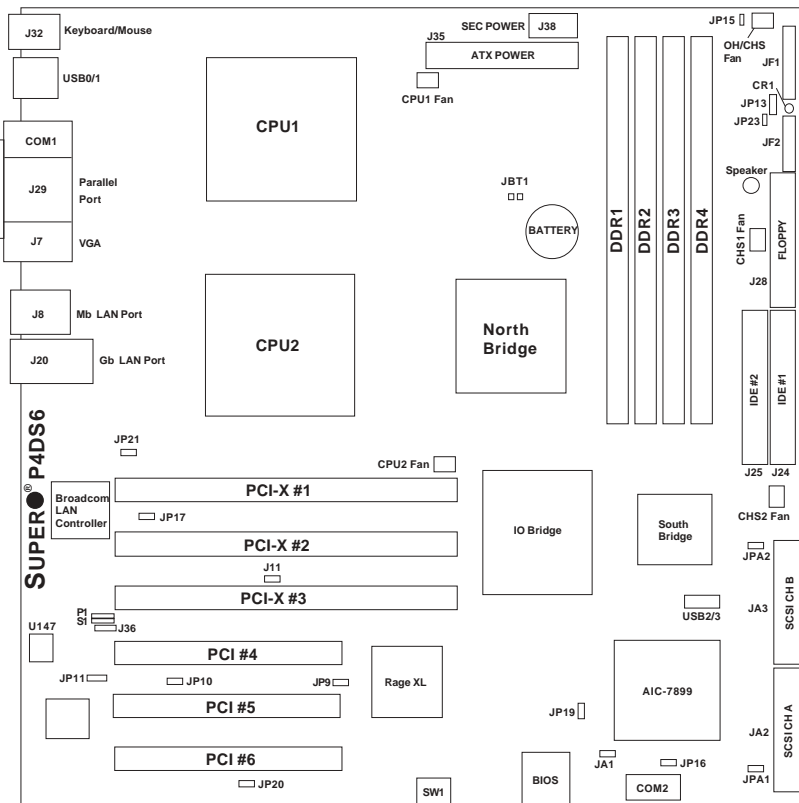 J32
Keyboard/Mouse
USB0/1
COM1
J29
Parallel
Port
J7
VGA
J8
Mb LAN Port
J20
Gb LAN Port
CPU1
CPU2
SEC POWER
J38
J35
ATX POWER
CPU1 Fan
JBT1
BATTERY
North
Bridge
DDR1
DDR2
DDR3
DDR4
JP15
OH/CHS
Fan
JF1
CR1
JP13
JP23
JF2
Speaker
CHS1 Fan
FLOPPY
J28
IDE #2
IDE #1
J25
J24
CHS2 Fan
SUPER® P4DS6
JP21
CPU2 Fan
Broadcom
LAN
Controller
PCI-X #1
JP17
PCI-X #2
J11
PCI-X #3
P1
S1
J36
U147
PCI #4
JP11
JP10
JP9
PCI #5
PCI #6
JP20
Rage XL
SW1
IO Bridge
South
Bridge
JPA2
USB2/3
JA3
SCSI CH B
AIC-7899
JP19
JA2
SCSI CH A
JA1
JP16
JPA1
BIOS
COM2